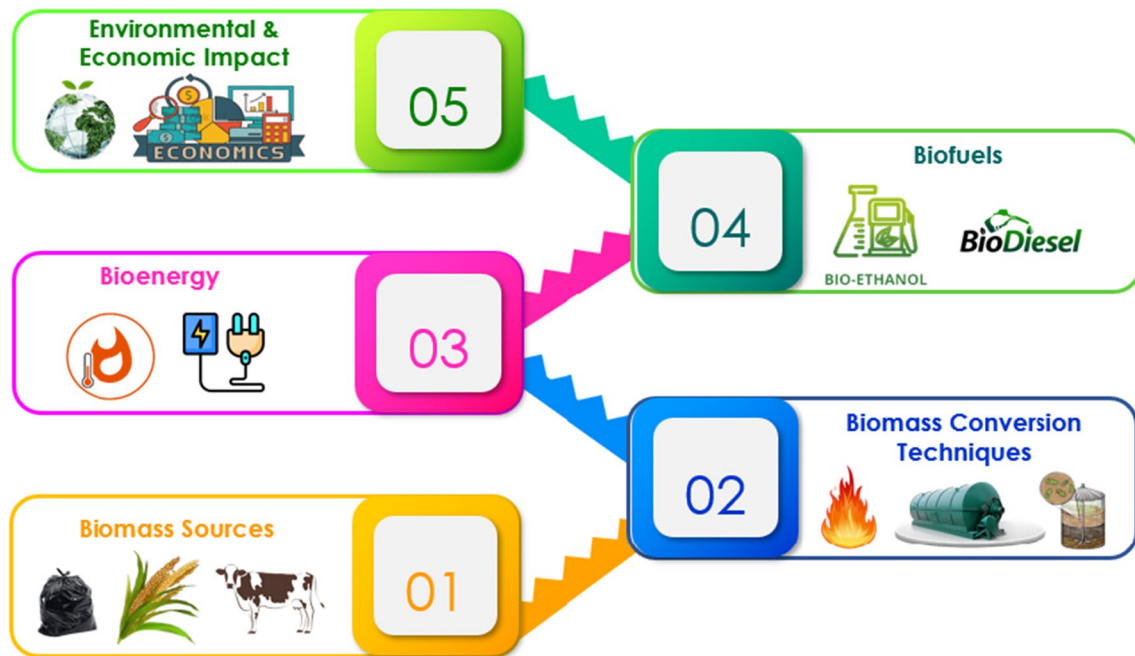 Environmental &
Economic Impact
ECONOMICS
05
Biofuels
BIO-ETHANOL
BioDiesel
04
Bioenergy
03
Biomass Conversion
Techniques
02
Biomass Sources
01